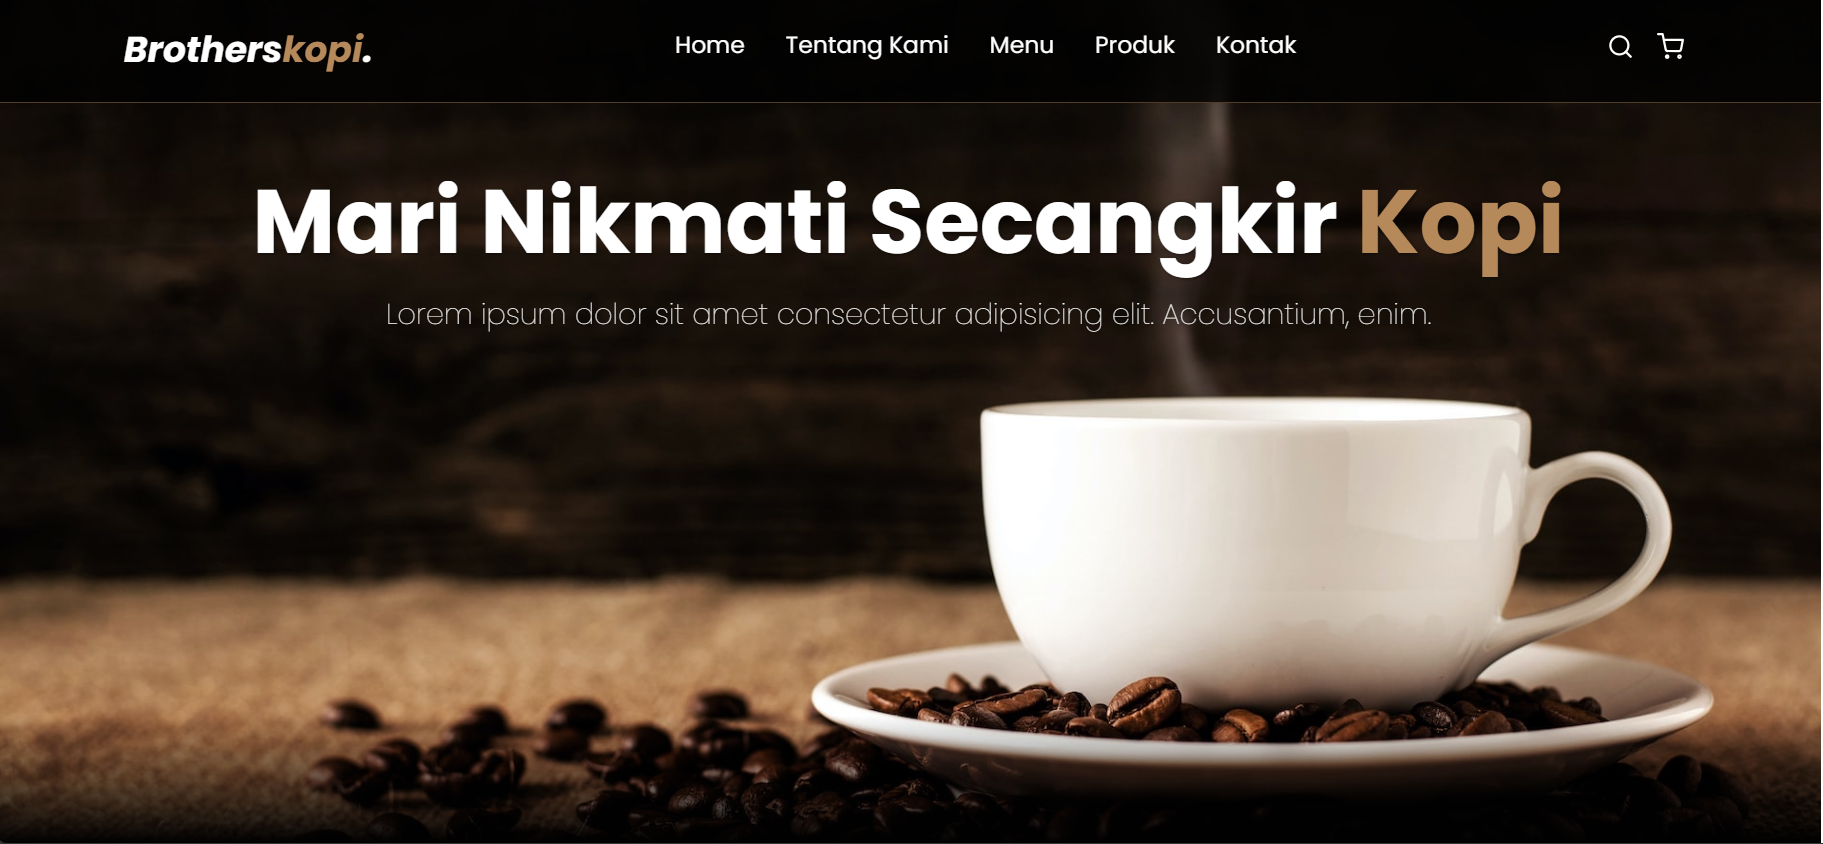 Brotherskopi.
Home Tentang Kami Menu Produk Kontak
Mari Nikmati Secangkir Kopi
Lorem ipsum dolor sit amet consectetur adipisicing elit. Accusantium, enim.